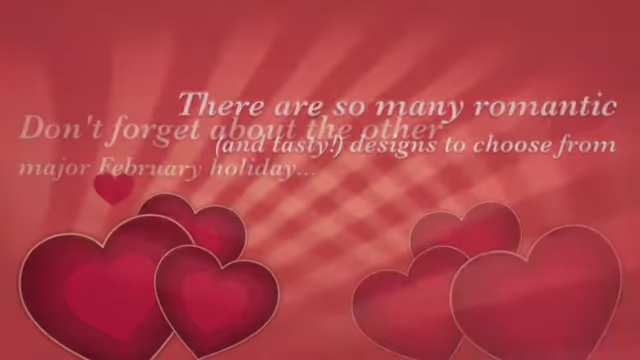 There are so many romantic
(and tasty!) designs to choose from
Don't forget about the other
major February holiday...